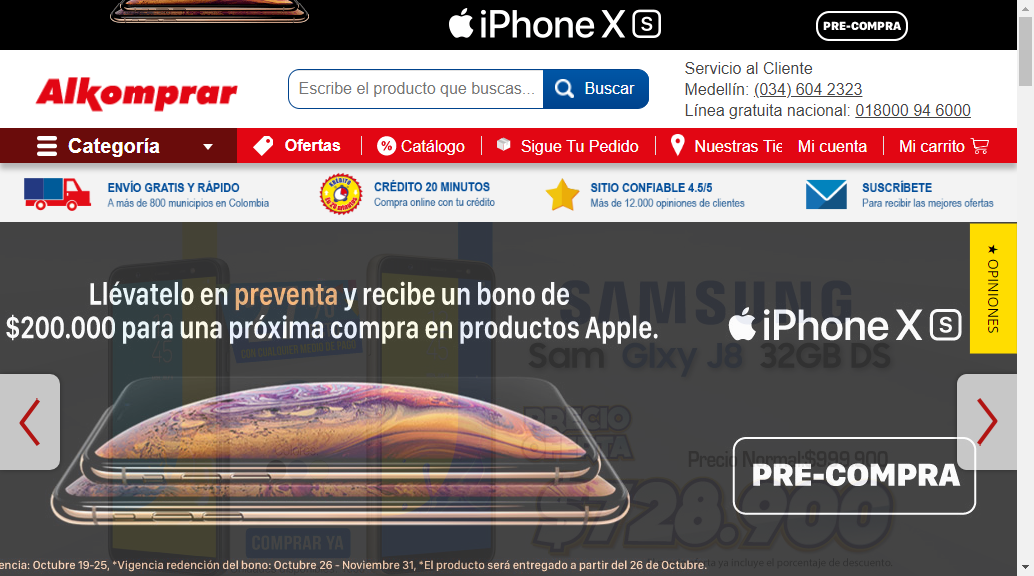 iPhone X S
PRE-COMPRA
Alkomprar
Escribe el producto que buscas...
Buscar
Servicio al Cliente
Medellín: (034) 604 2323
Línea gratuita nacional: 018000 94 6000
Categoría
Ofertas
Catálogo
Sigue Tu Pedido
Nuestras Tie
Mi cuenta
Mi carrito
ENVÍO GRATIS Y RÁPIDO
A más de 800 municipios en Colombia
CRÉDITO 20 MINUTOS
Compra online con tu crédito
SITIO CONFIABLE 4.5/5
Más de 12.000 opiniones de clientes
SUSCRÍBETE
Para recibir las mejores ofertas
★ OPINIONES
Llévatelo en preventa y recibe un bono de
$200.000 para una próxima compra en productos Apple.
SAMSUNG
iPhone X S
Sam Glxy J8 32GB DS
Precio Normal:$999.900
PRE-COMPRA
$728.900
COMPRAR YA
ya incluye el porcentaje de descuento.
encia: Octubre 19-25, *Vigencia redención del bono: Octubre 26 - Noviembre 31, *El producto será entregado a partir del 26 de Octubre.